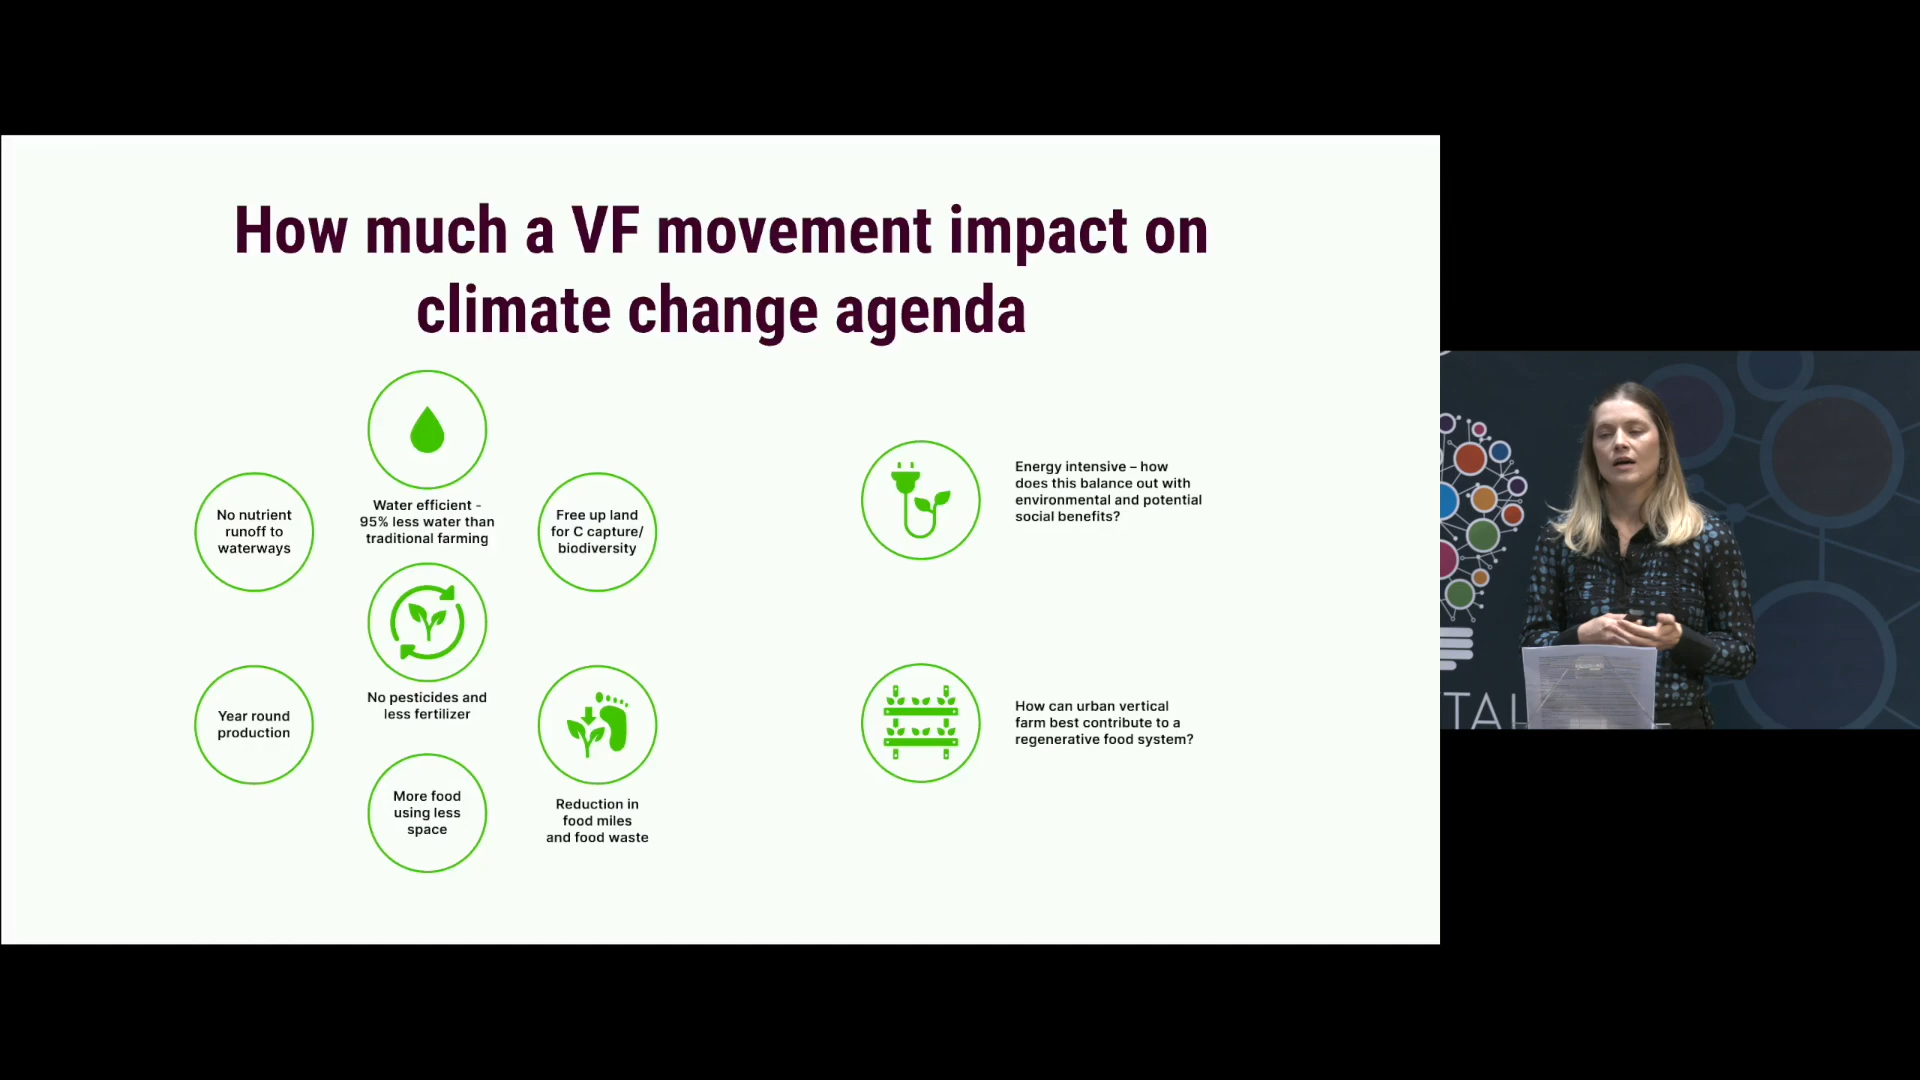 How much a VF movement impact on
climate change agenda
No nutrient
runoff to
waterways
Water efficient -
95% less water than
traditional farming
Free up land
for C capture/
biodiversity
Year round
production
No pesticides and
less fertilizer
More food
using less
space
Reduction in
food miles
and food waste
Energy intensive – how
does this balance out with
environmental and potential
social benefits?
How can urban vertical
farm best contribute to a
regenerative food system?